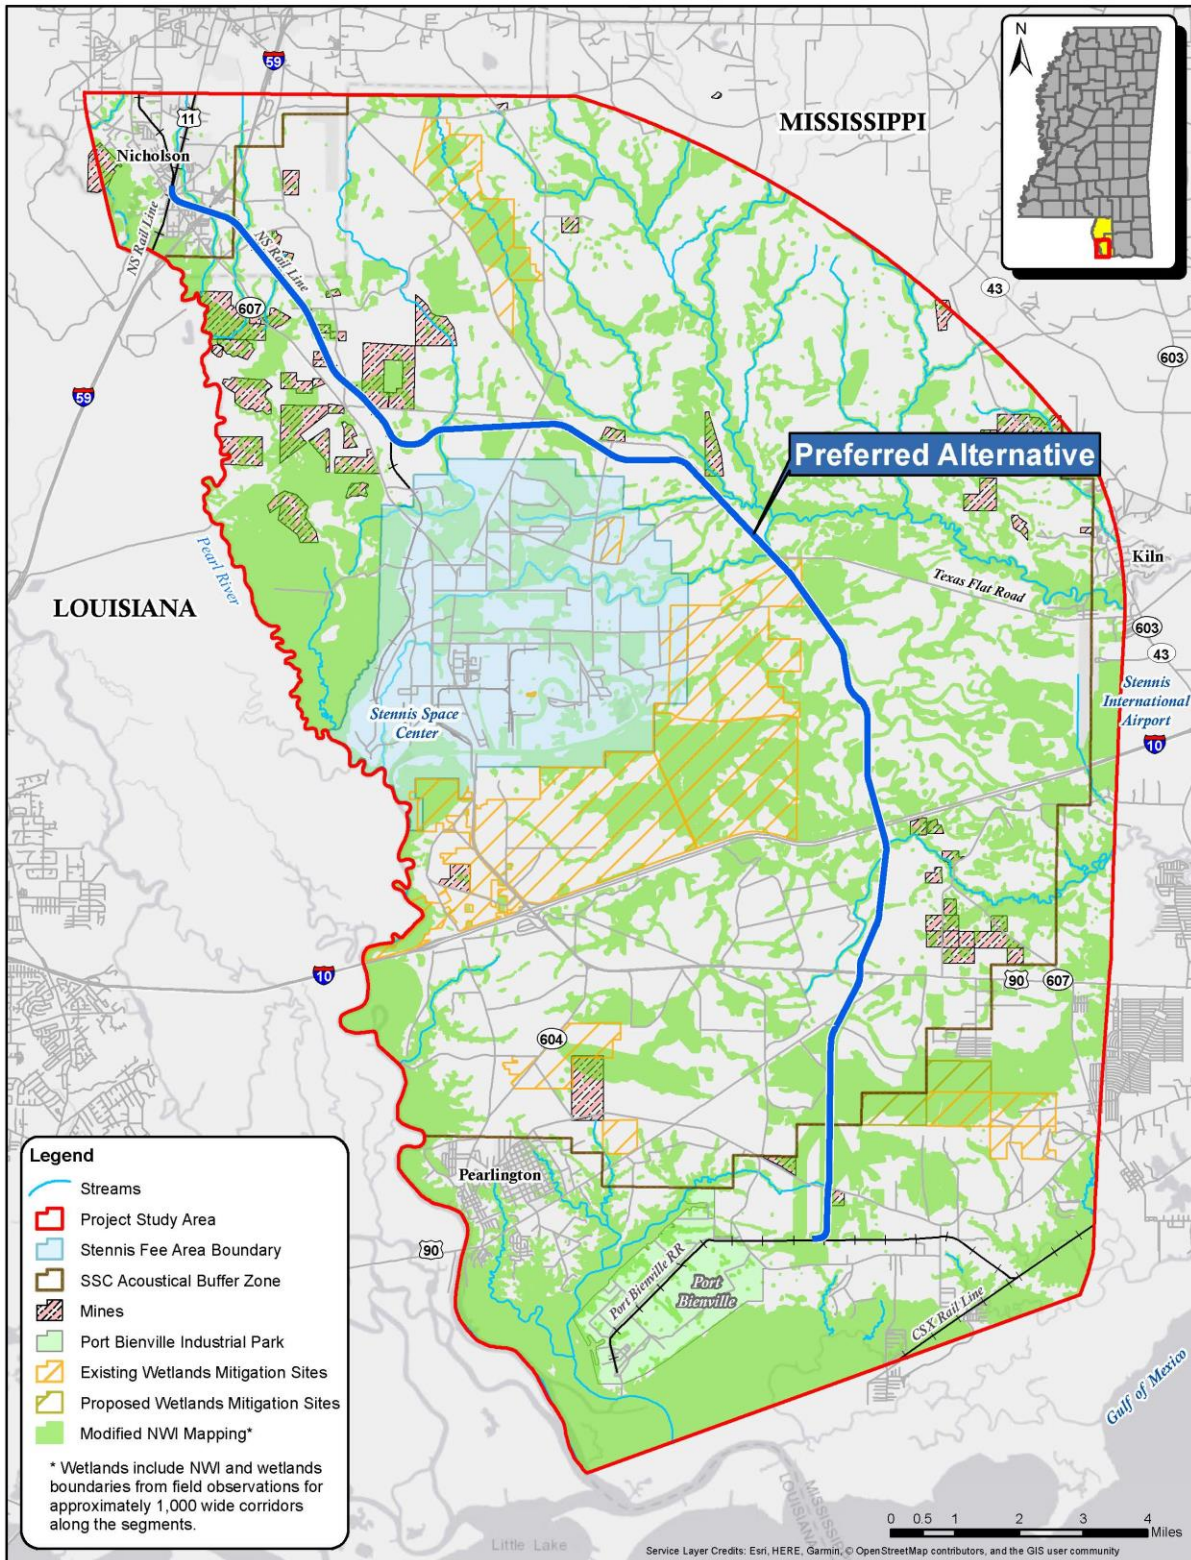 N
59
MISSISSIPPI
11
Nicholson
NS Rail Line
NS Rail Line
607
43
603
59
Preferred Alternative
Pearl River
Kiln
Texas Flat Road
LOUISIANA
603
43
Stennis
International
Airport
Stennis Space
Center
10
10
90
607
604
Legend
Streams
Project Study Area
Stennis Fee Area Boundary
SSC Acoustical Buffer Zone
Mines
Port Bienville Industrial Park
Existing Wetlands Mitigation Sites
Proposed Wetlands Mitigation Sites
Modified NWI Mapping*
* Wetlands include NWI and wetlands
boundaries from field observations for
approximately 1,000 wide corridors
along the segments.
Pearlington
90
Port Bienville RR
Port
Bienville
CSX Rail Line
Gulf of Mexico
MISSISSIPPI
LOUISIANA
Little Lake
0 0.5 1 2 3 4
Miles
Service Layer Credits: Esri, HERE, Garmin, © OpenStreetMap contributors, and the GIS user community